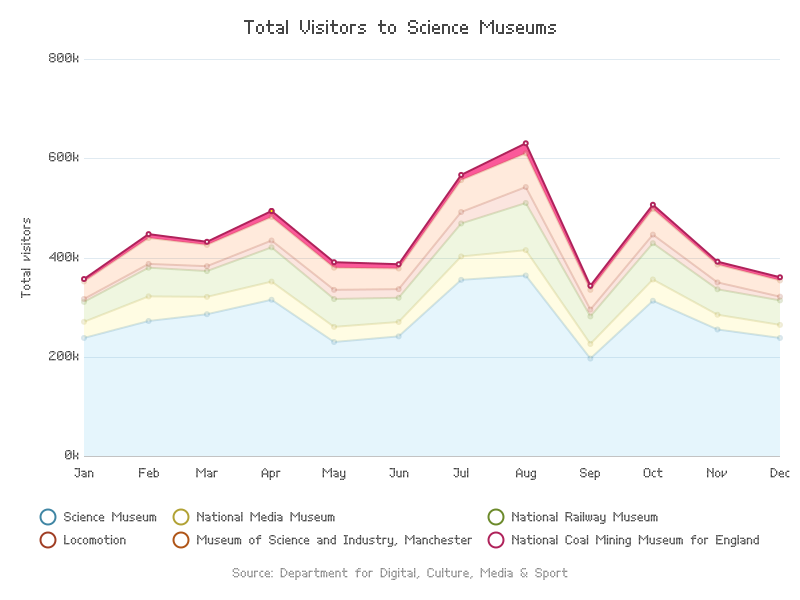 Total Visitors to Science Museums
Total visitors
800k
600k
400k
200k
0k
Jan Feb Mar Apr May Jun Jul Aug Sep Oct Nov Dec
Science Museum National Media Museum National Railway Museum
Locomotion Museum of Science and Industry, Manchester National Coal Mining Museum for England
Source: Department for Digital, Culture, Media & Sport